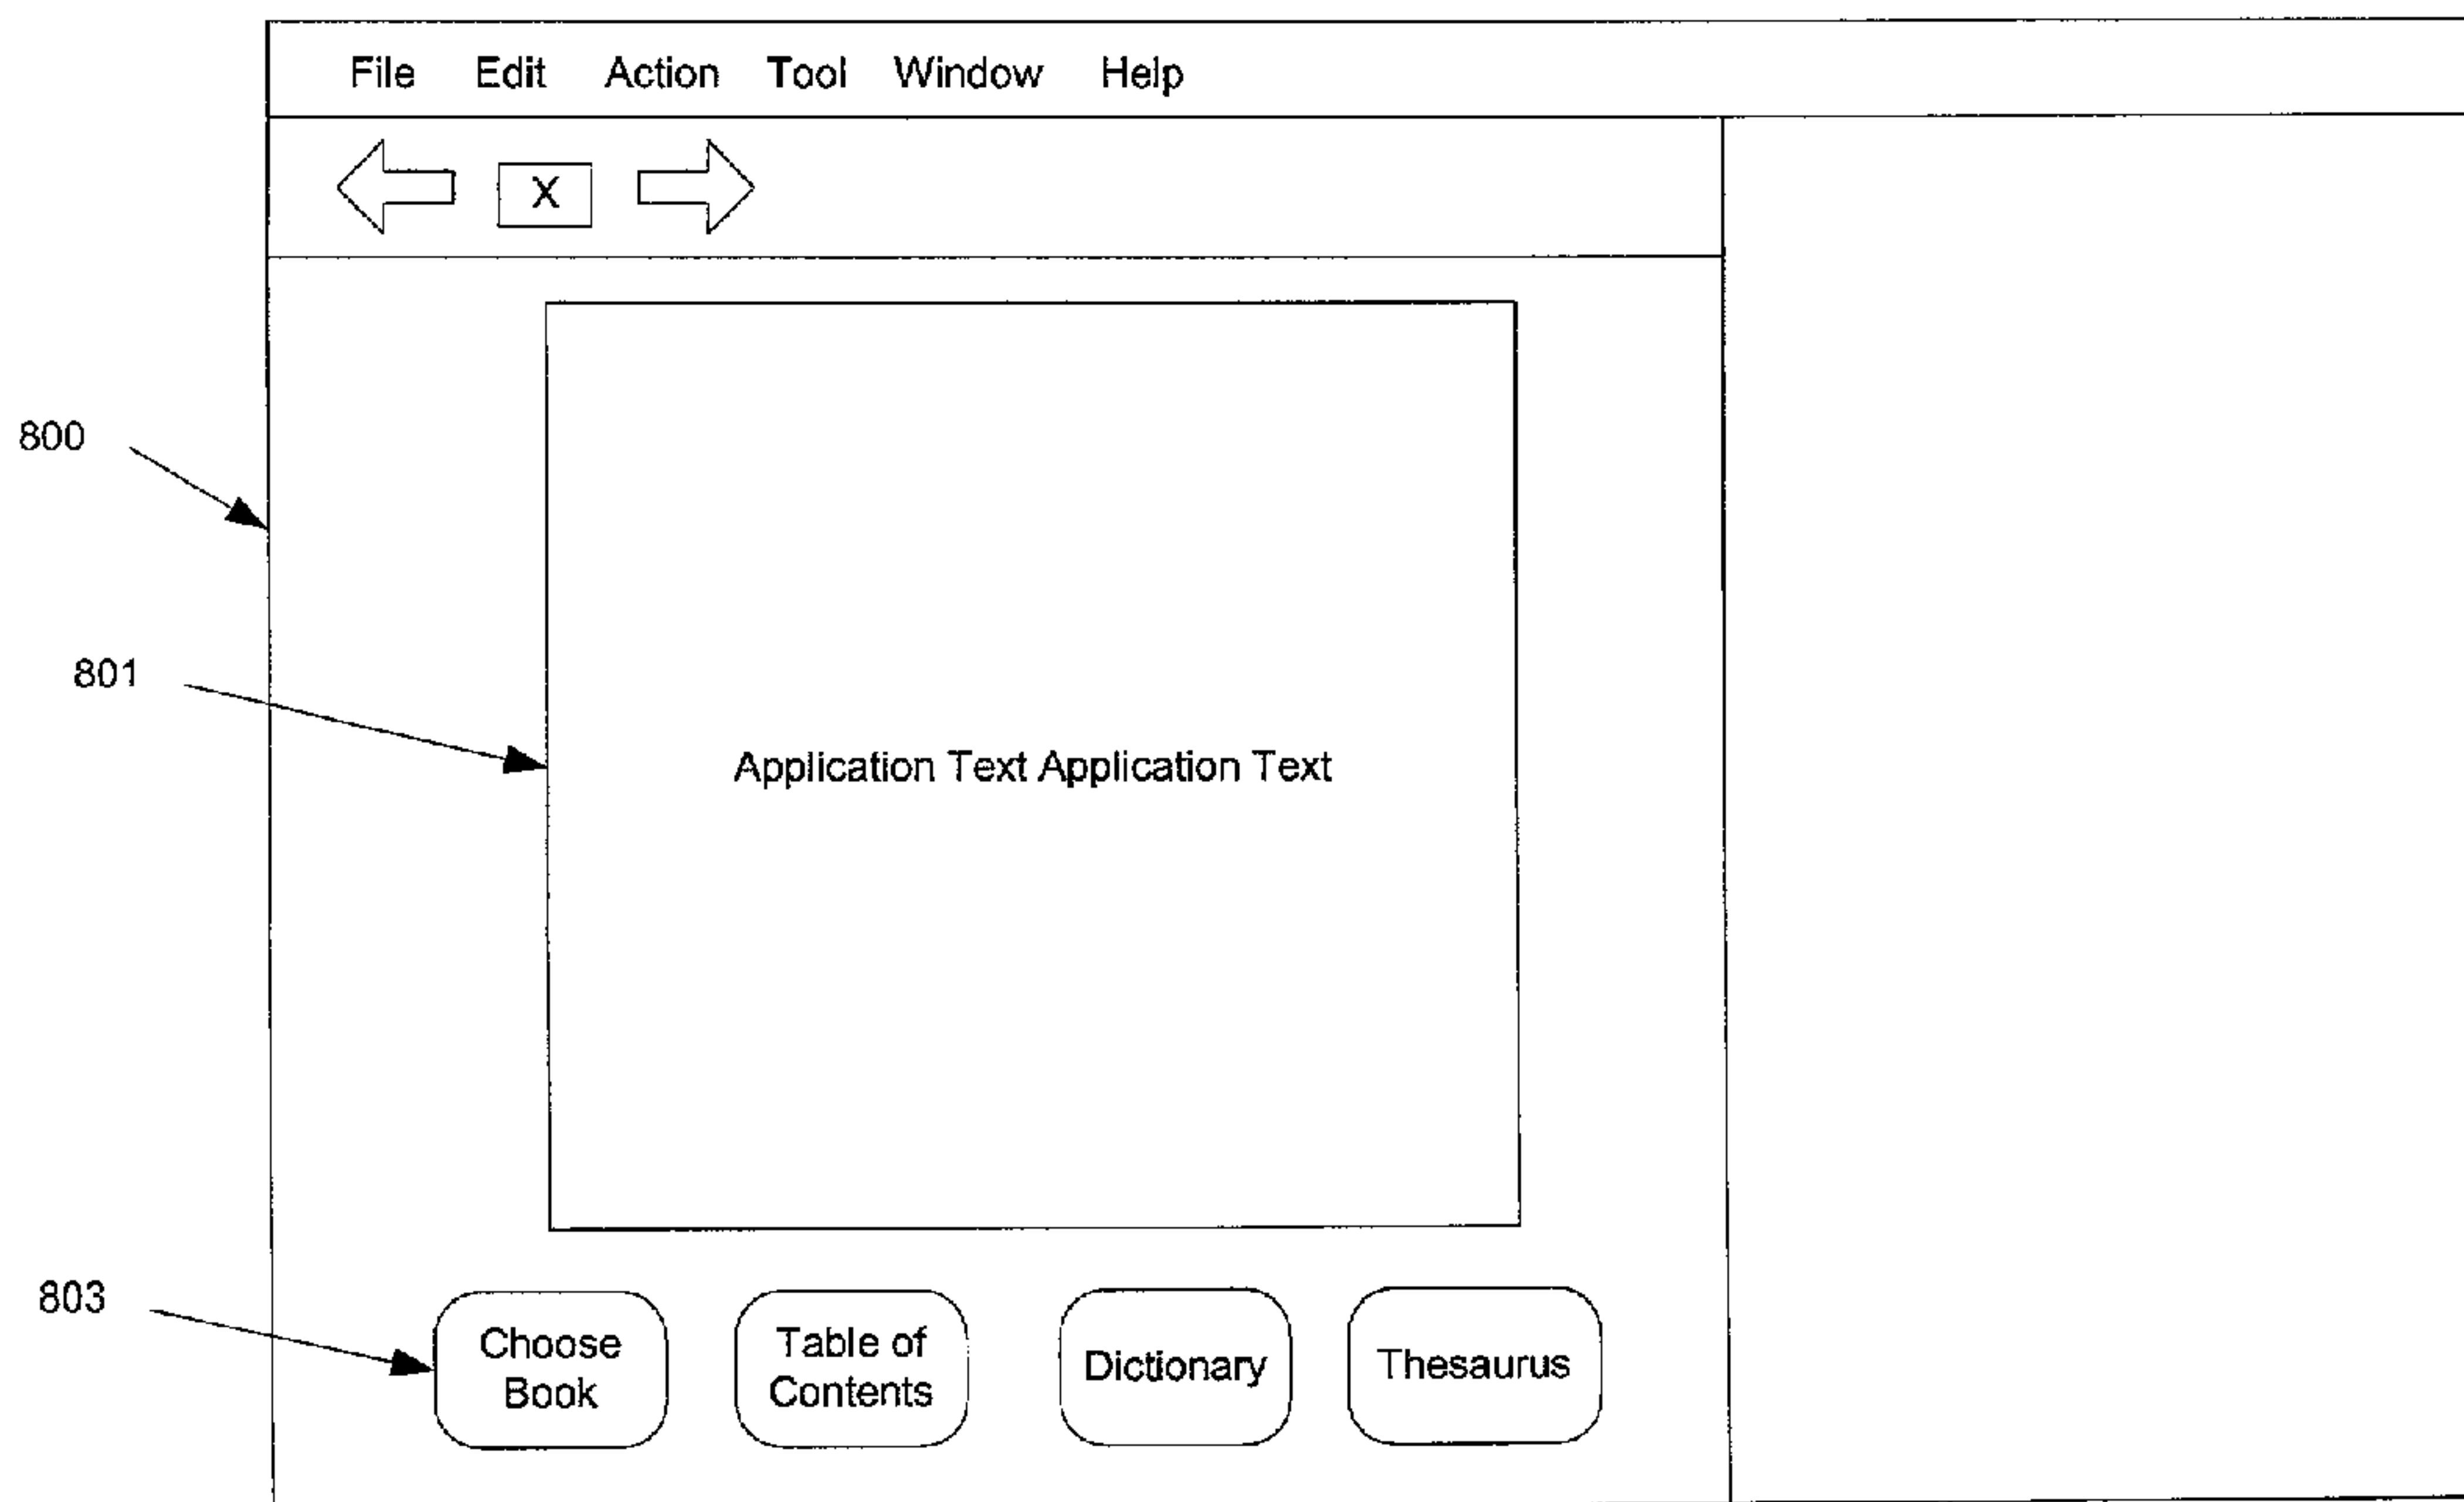 File Edit Action Tool Window Help
X
800
801
Application Text Application Text
803
Choose
Book
Table of
Contents
Dictionary
Thesaurus